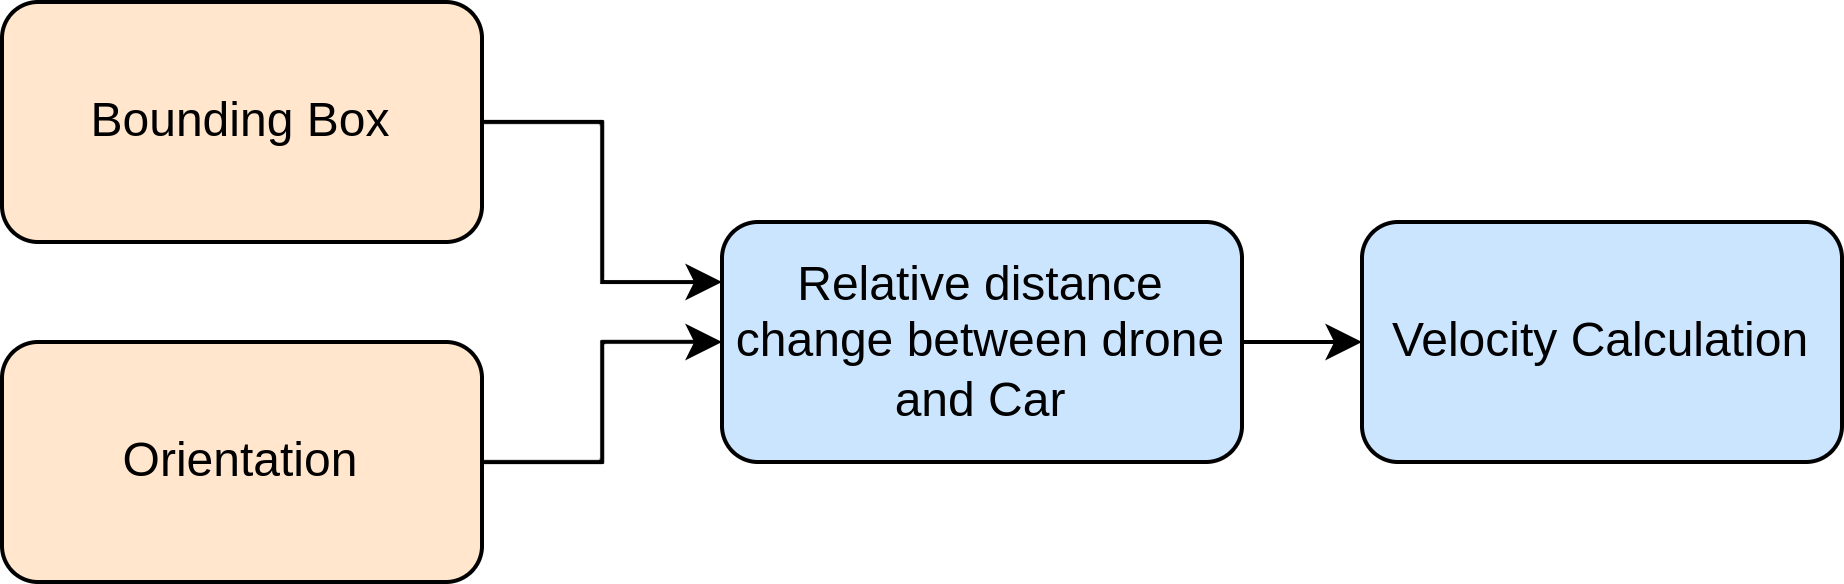 Bounding Box
Orientation
Relative distance
change between drone
and Car
Velocity Calculation